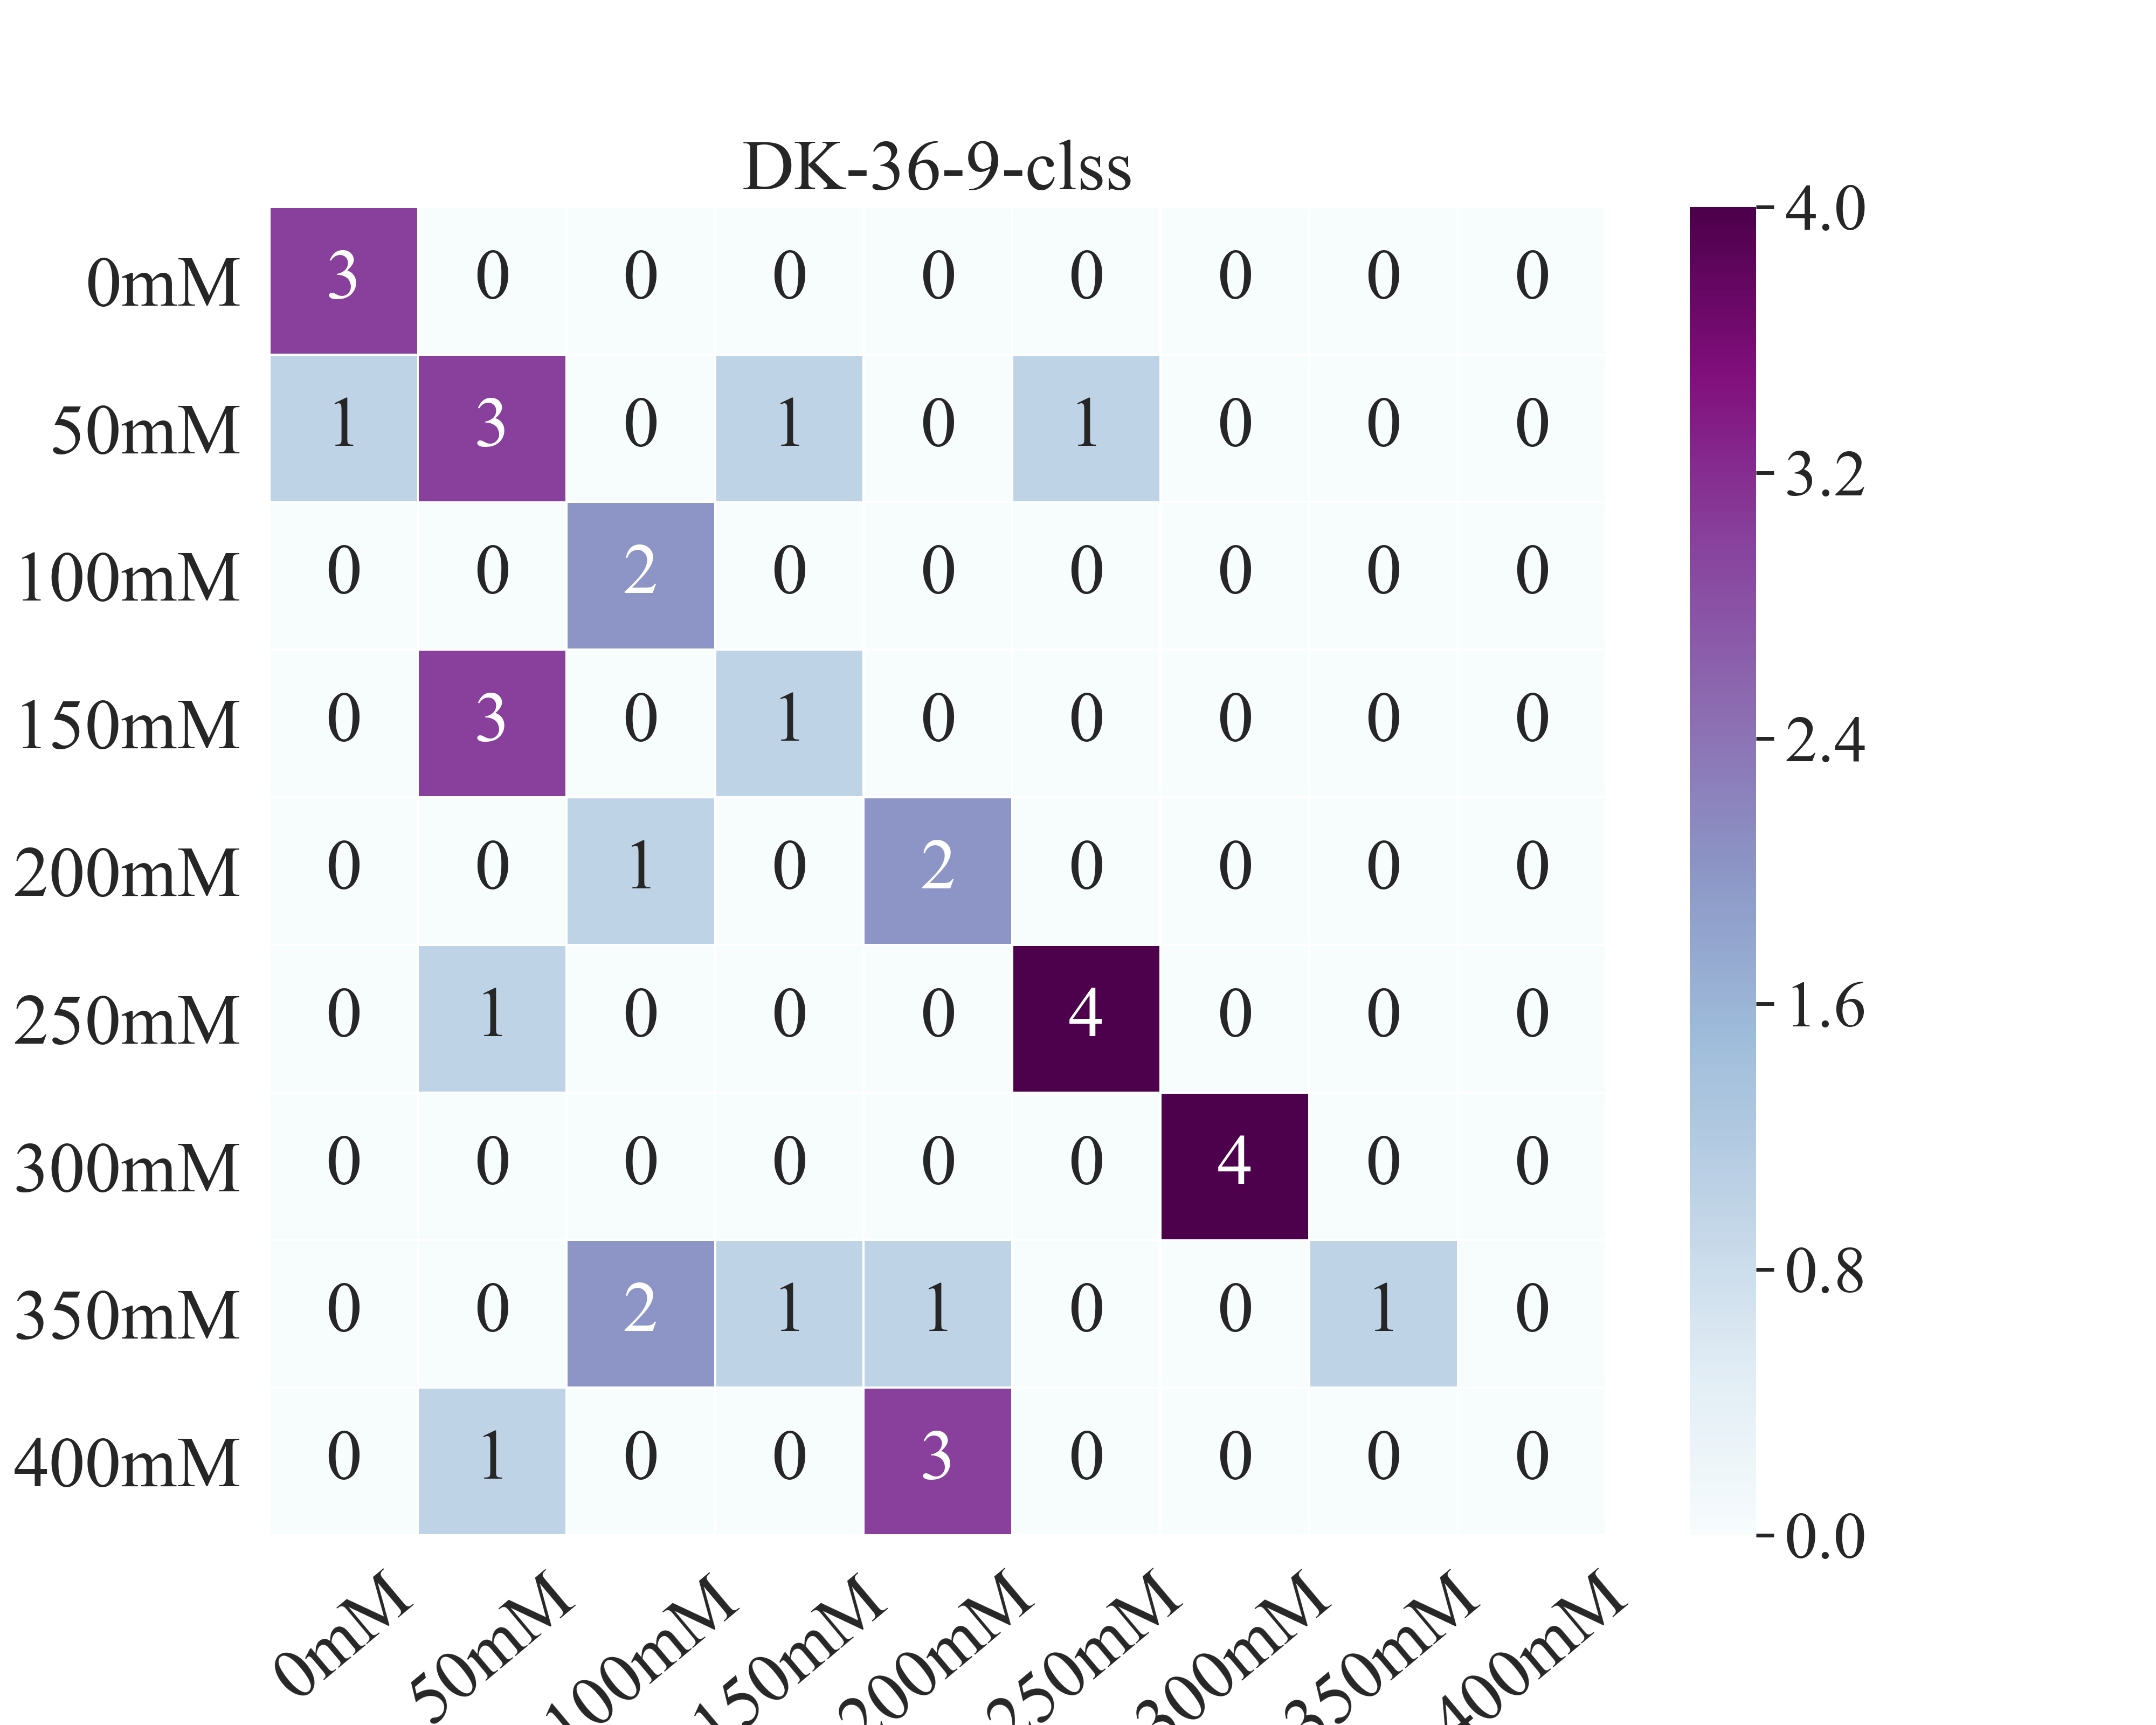 DK-36-9-clss
0mM 3 0 0 0 0 0 0 0 0
50mM 1 3 0 1 0 1 0 0 0
100mM 0 0 2 0 0 0 0 0 0
150mM 0 3 0 1 0 0 0 0 0
200mM 0 0 1 0 2 0 0 0 0
250mM 0 1 0 0 0 4 0 0 0
300mM 0 0 0 0 0 0 4 0 0
350mM 0 0 2 1 1 0 0 1 0
400mM 0 1 0 0 3 0 0 0 0
0mM 50mM 100mM 150mM 200mM 250mM 300mM 350mM 400mM
4.0
3.2
2.4
1.6
0.8
0.0